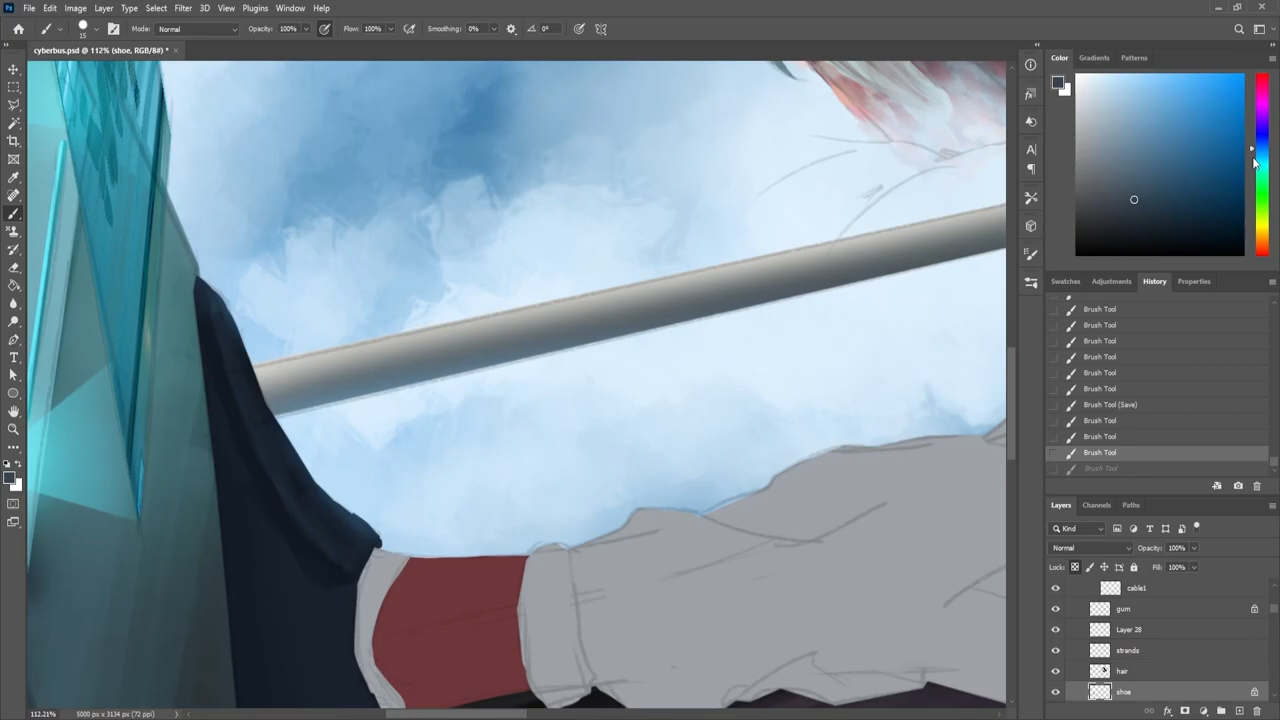 Ps File Edit Image Layer Type Select Filter 3D View Plugins Window Help
15 Mode: Normal Opacity: 100% Flow: 100% Smoothing: 0% 0°
cyberbus.psd @ 112% (shoe, RGB/8#) * ×
Color Gradients Patterns
Swatches Adjustments History Properties
Brush Tool
Brush Tool
Brush Tool
Brush Tool
Brush Tool
Brush Tool
Brush Tool (Save)
Brush Tool
Brush Tool
Brush Tool
Brush Tool
Layers Channels Paths
Kind
Normal Opacity: 100%
Lock: Fill: 100%
cable1
gum
Layer 28
strands
hair
shoe
112.21% 5000 px x 3134 px (72 ppi)